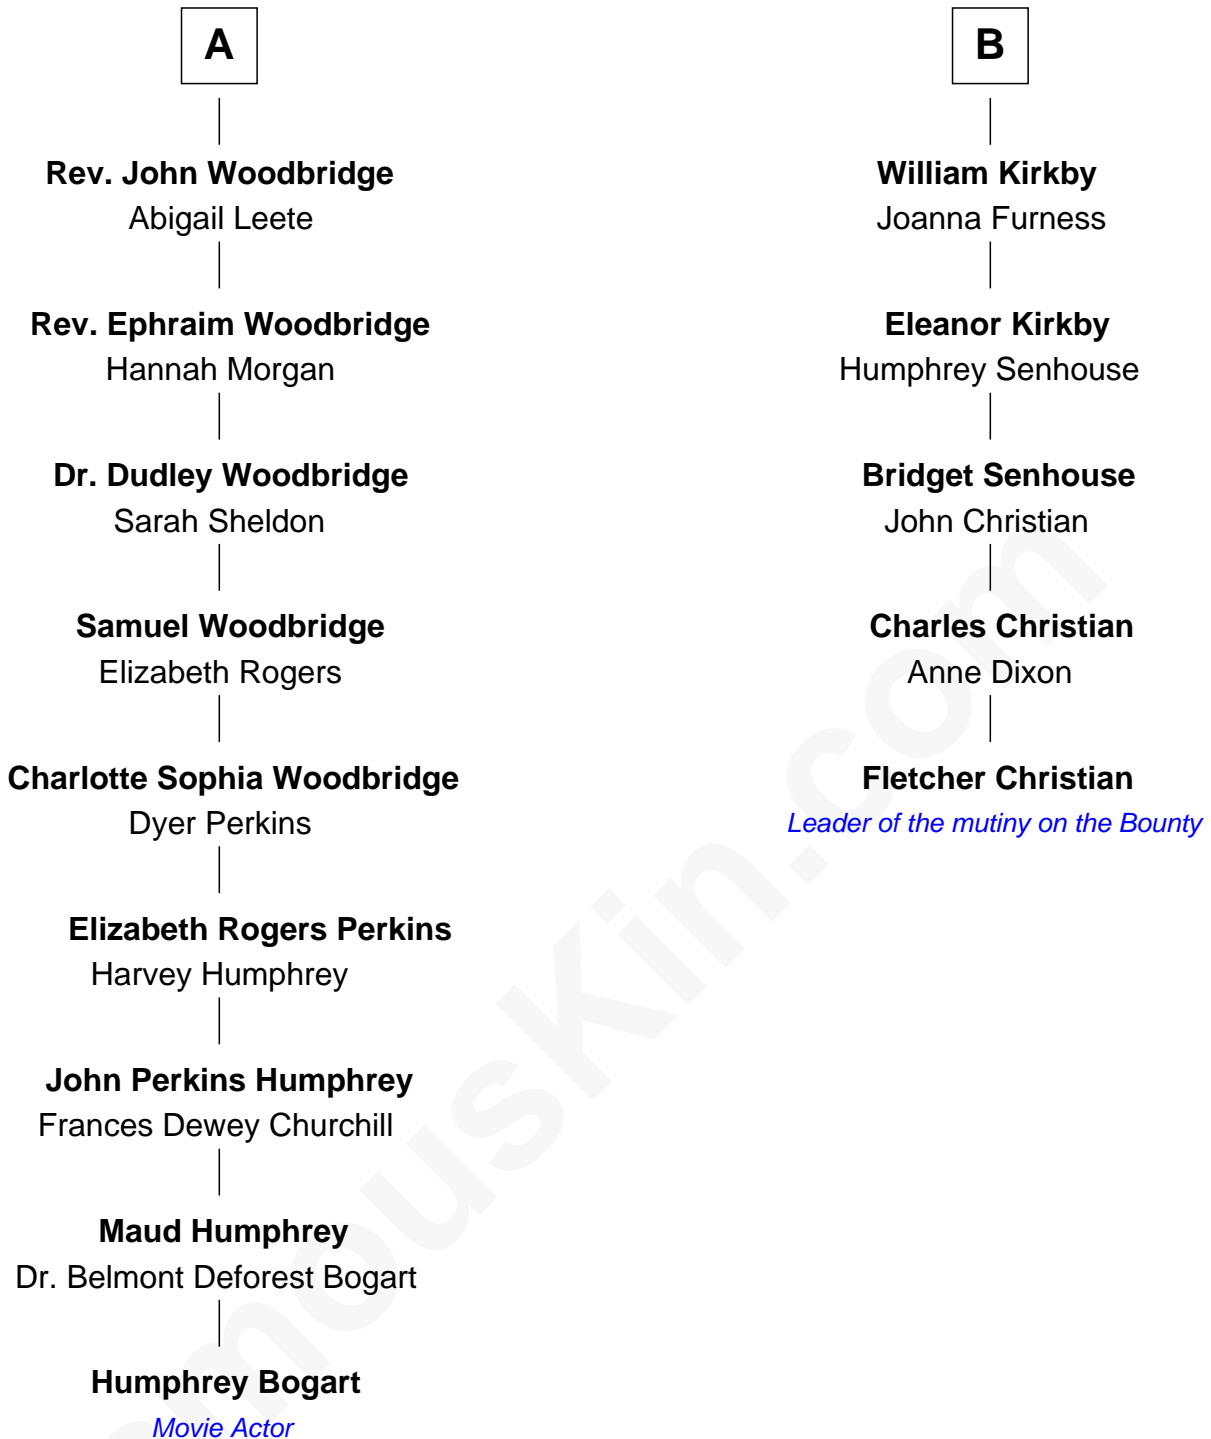 A
Rev. John Woodbridge
Abigail Leete
Rev. Ephraim Woodbridge
Hannah Morgan
Dr. Dudley Woodbridge
Sarah Sheldon
Samuel Woodbridge
Elizabeth Rogers
Charlotte Sophia Woodbridge
Dyer Perkins
Elizabeth Rogers Perkins
Harvey Humphrey
John Perkins Humphrey
Frances Dewey Churchill
Maud Humphrey
Dr. Belmont Deforest Bogart
Humphrey Bogart
Movie Actor
B
William Kirkby
Joanna Furness
Eleanor Kirkby
Humphrey Senhouse
Bridget Senhouse
John Christian
Charles Christian
Anne Dixon
Fletcher Christian
Leader of the mutiny on the Bounty
mousKin.com